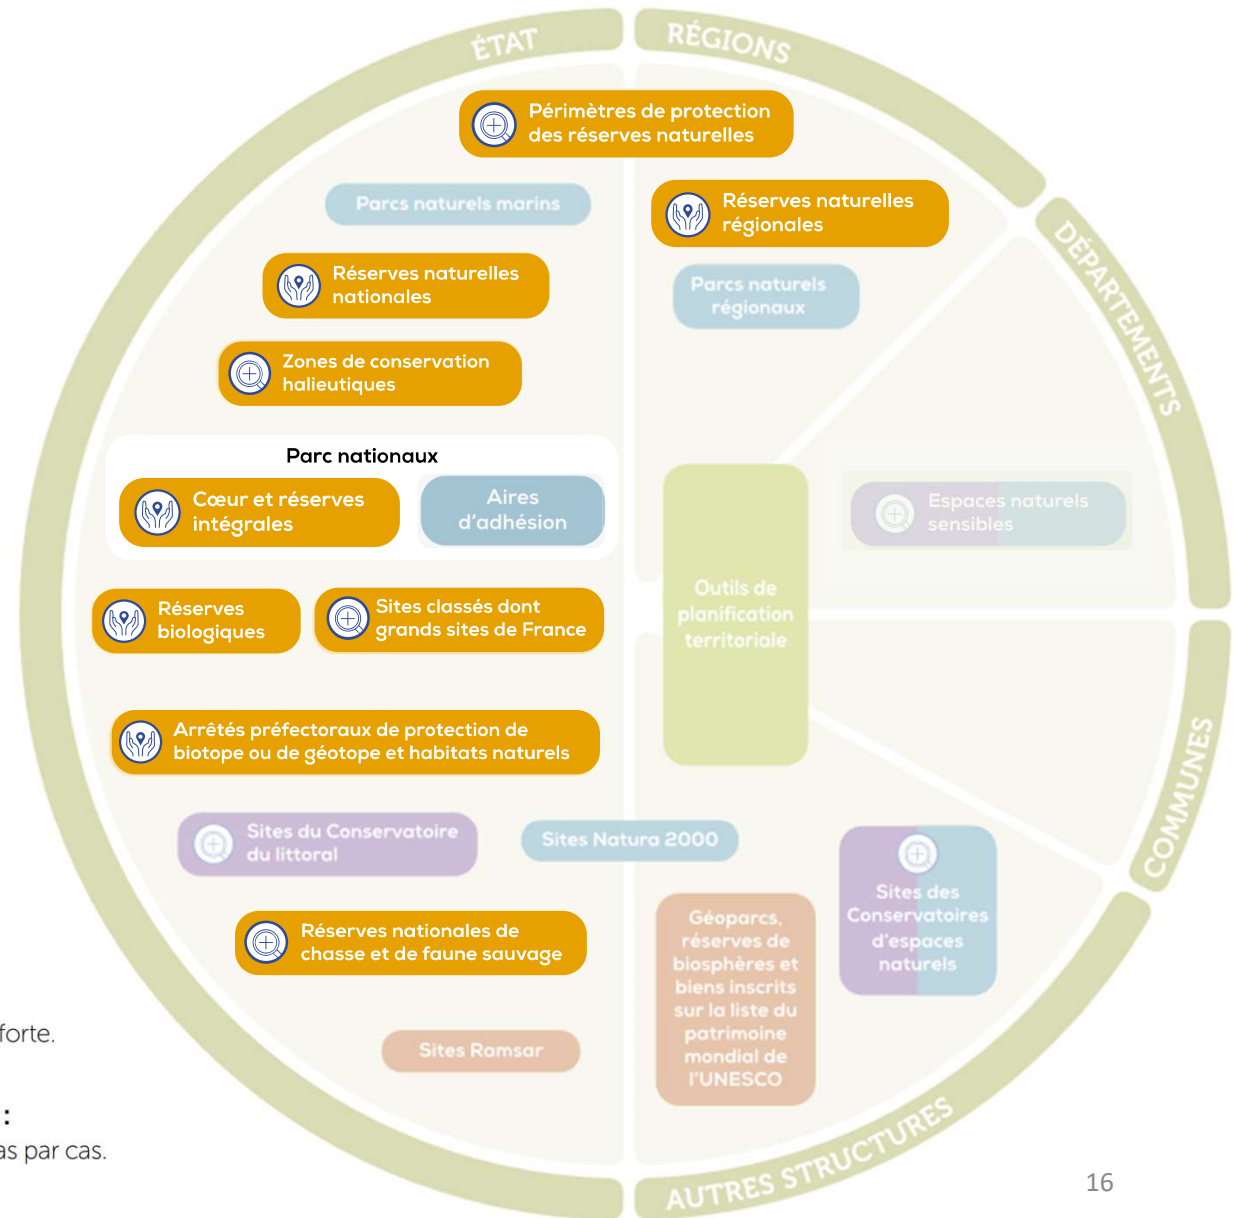 ÉTAT
RÉGIONS
DÉPARTEMENTS
COMMUNES
AUTRES STRUCTURES
Périmètres de protection
des réserves naturelles
Parcs naturels marins
Réserves naturelles
régionales
Réserves naturelles
nationales
Parcs naturels
régionaux
Zones de conservation
halieutiques
Parc nationaux
Cœur et réserves
intégrales
Aires
d'adhésion
Espaces naturels
sensibles
Outils de
planification
territoriale
Réserves
biologiques
Sites classés dont
grands sites de France
Arrêtés préfectoraux de protection de
biotope ou de géotope et habitats naturels
Sites du Conservatoire
du littoral
Sites Natura 2000
Sites des
Conservatoires
d'espaces
naturels
Géoparcs,
réserves de
biosphères et
biens inscrits
sur la liste du
patrimoine
mondial de
l'UNESCO
Réserves nationales de
chasse et de faune sauvage
Sites Ramsar
forte.
:
as par cas.
16